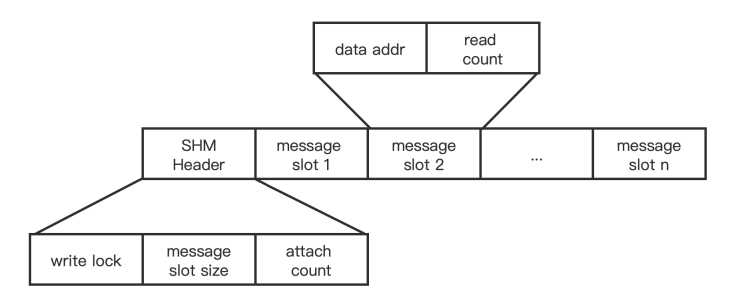 data addr
read
count
SHM
Header
message
slot 1
message
slot 2
...
message
slot n
write lock
message
slot size
attach
count